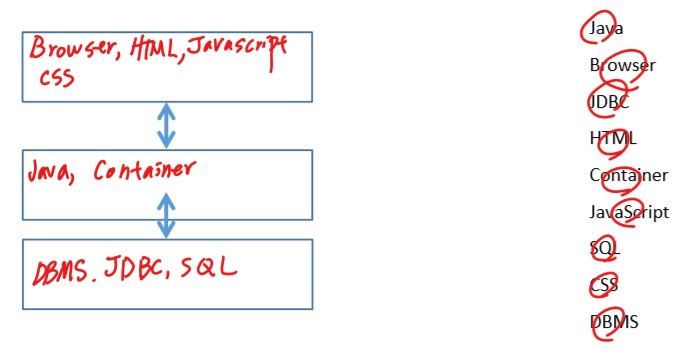 Browser, HTML, Javascript
CSS
Java, Container
DBMS. JDBC, SQL
Java
Browser
JDBC
HTML
Container
JavaScript
SQL
CSS
DBMS